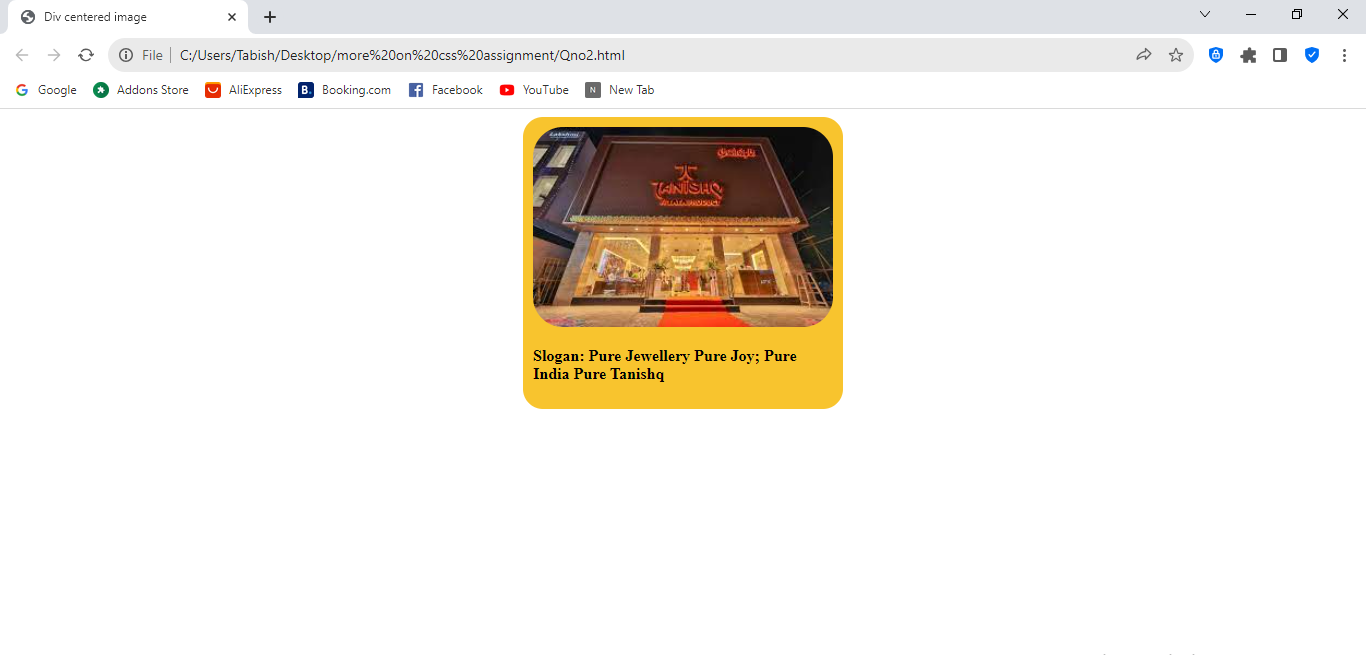 Div centered image
File
C:/Users/Tabish/Desktop/more%20on%20css%20assignment/Qno2.html
Google
Addons Store
AliExpress
B.
Booking.com
Facebook
YouTube
N
New Tab
TANISHQ
A TATA PRODUCT
Slogan: Pure Jewellery Pure Joy; Pure
India Pure Tanishq